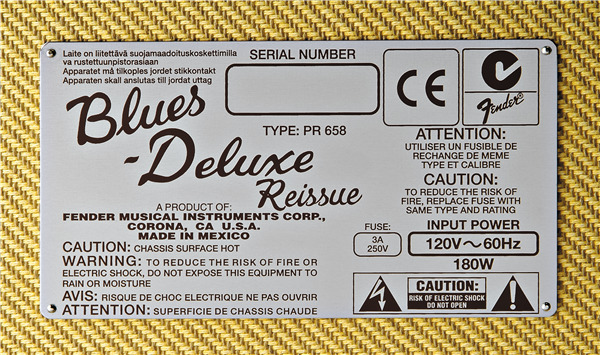 Laite on liitettävä suojamaadoituskoskettimilla
va rustettuunpistorasiaan
Apparatet må tilkoples jordet stikkontakt
Apparaten skall anslutas till jordat uttag
SERIAL NUMBER
Blues
-Deluxe
Reissue
TYPE: PR 658
CE
Fender®
A PRODUCT OF:
FENDER MUSICAL INSTRUMENTS CORP.,
CORONA, CA U.S.A.
MADE IN MEXICO
CAUTION: CHASSIS SURFACE HOT
WARNING: TO REDUCE THE RISK OF FIRE OR
ELECTRIC SHOCK, DO NOT EXPOSE THIS EQUIPMENT TO
RAIN OR MOISTURE
AVIS: RISQUE DE CHOC ELECTRIQUE NE PAS OUVRIR
ATTENTION: SUPERFICIE DE CHASSIS CHAUDE
ATTENTION:
UTILISER UN FUSIBLE DE
RECHANGE DE MEME
TYPE ET CALIBRE
CAUTION:
TO REDUCE THE RISK OF
FIRE, REPLACE FUSE WITH
SAME TYPE AND RATING
FUSE:
3A
250V
INPUT POWER
120V~60Hz
180W
CAUTION:
RISK OF ELECTRIC SHOCK
DO NOT OPEN